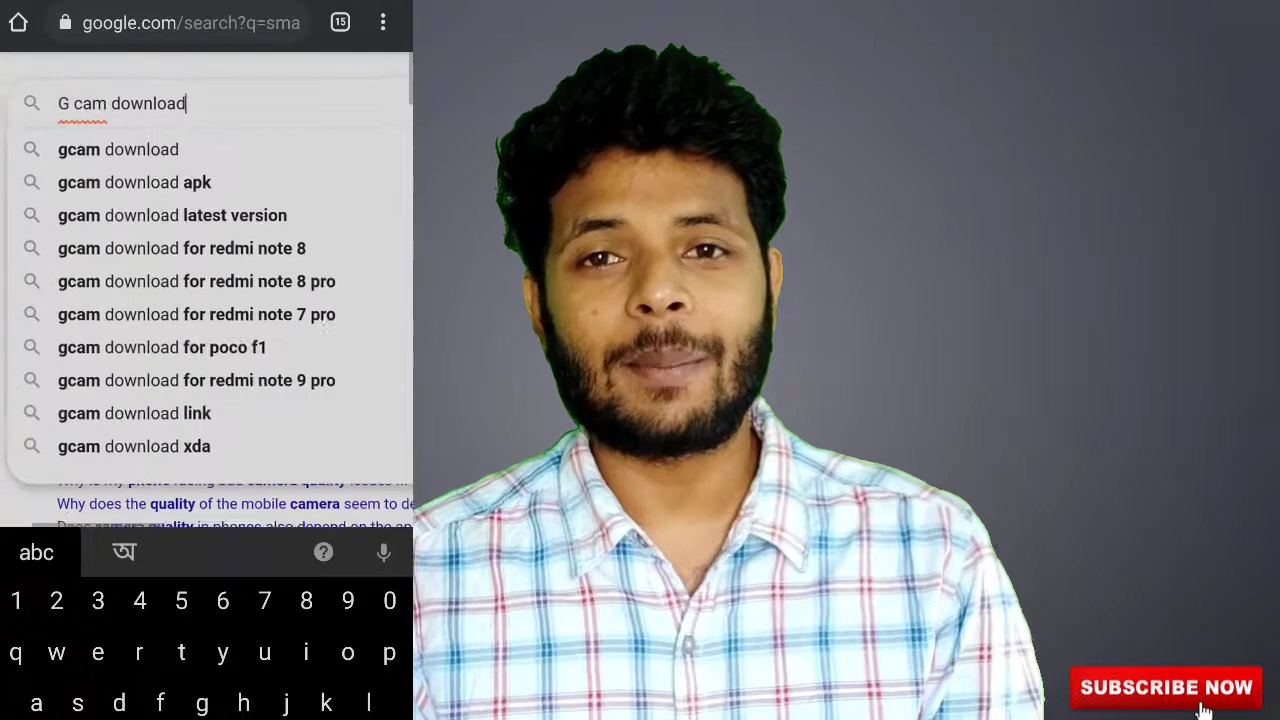 google.com/search?q=sma
15
G cam download
gcam download
gcam download apk
gcam download latest version
gcam download for redmi note 8
gcam download for redmi note 8 pro
gcam download for redmi note 7 pro
gcam download for poco f1
gcam download for redmi note 9 pro
gcam download link
gcam download xda
Why does the quality of the mobile camera seem to de
abc অ ?
1 2 3 4 5 6 7 8 9 0
q w e r t y u i o p
a s d f g h j k l
SUBSCRIBE NOW